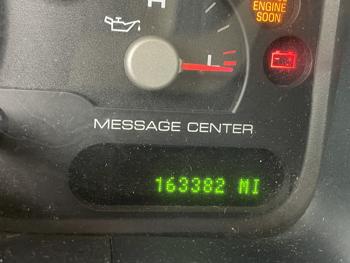 H
ENGINE
SOON
L
MESSAGE CENTER
163382 MI